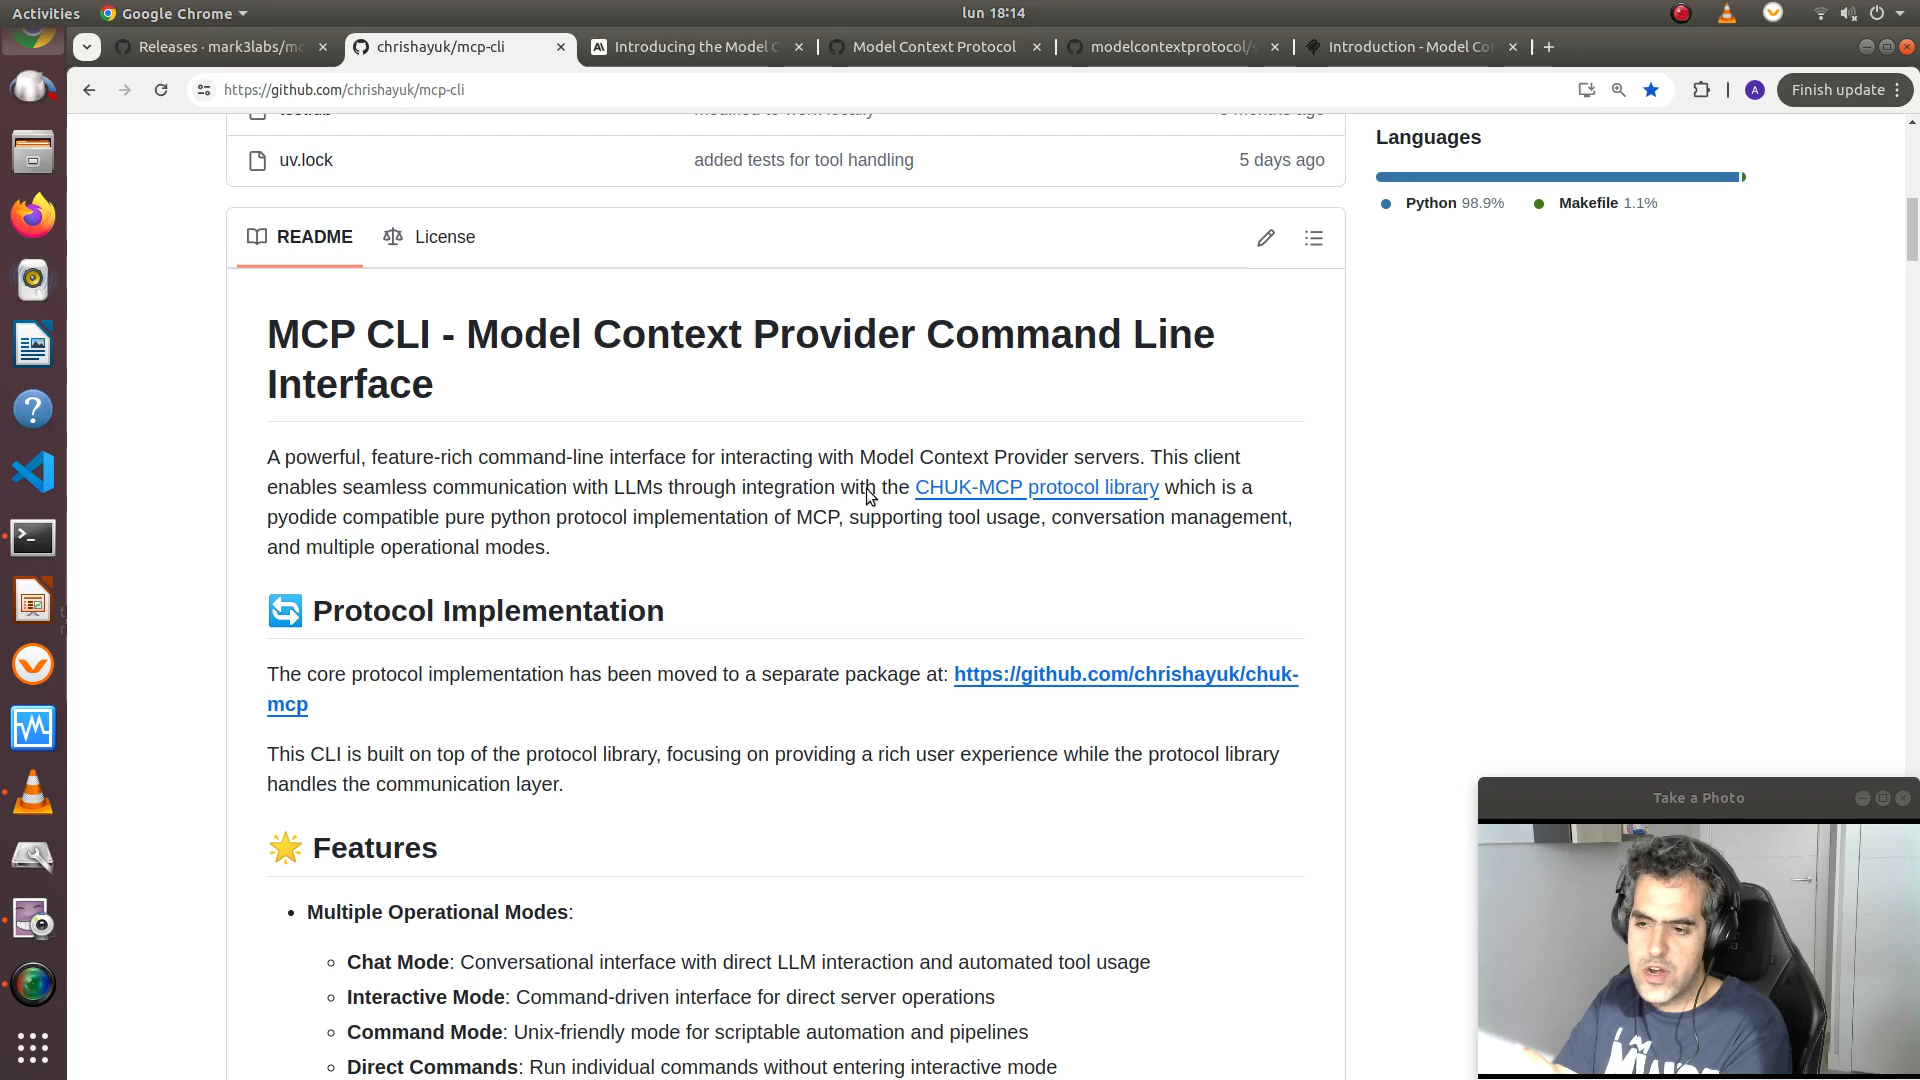 Activities
Google Chrome
lun 18:14
Releases · mark3labs/mc
chrishayuk/mcp-cli
Introducing the Model C
Model Context Protocol
modelcontextprotocol/s
Introduction - Model Con
https://github.com/chrishayuk/mcp-cli
A
Finish update
uv.lock
added tests for tool handling
5 days ago
Languages
Python 98.9%
Makefile 1.1%
README
License
MCP CLI - Model Context Provider Command Line
Interface
A powerful, feature-rich command-line interface for interacting with Model Context Provider servers. This client
enables seamless communication with LLMs through integration with the CHUK-MCP protocol library which is a
pyodide compatible pure python protocol implementation of MCP, supporting tool usage, conversation management,
and multiple operational modes.
Protocol Implementation
The core protocol implementation has been moved to a separate package at: https://github.com/chrishayuk/chuk-
mcp
This CLI is built on top of the protocol library, focusing on providing a rich user experience while the protocol library
handles the communication layer.
Features
Multiple Operational Modes:
Chat Mode: Conversational interface with direct LLM interaction and automated tool usage
Interactive Mode: Command-driven interface for direct server operations
Command Mode: Unix-friendly mode for scriptable automation and pipelines
Direct Commands: Run individual commands without entering interactive mode
Take a Photo